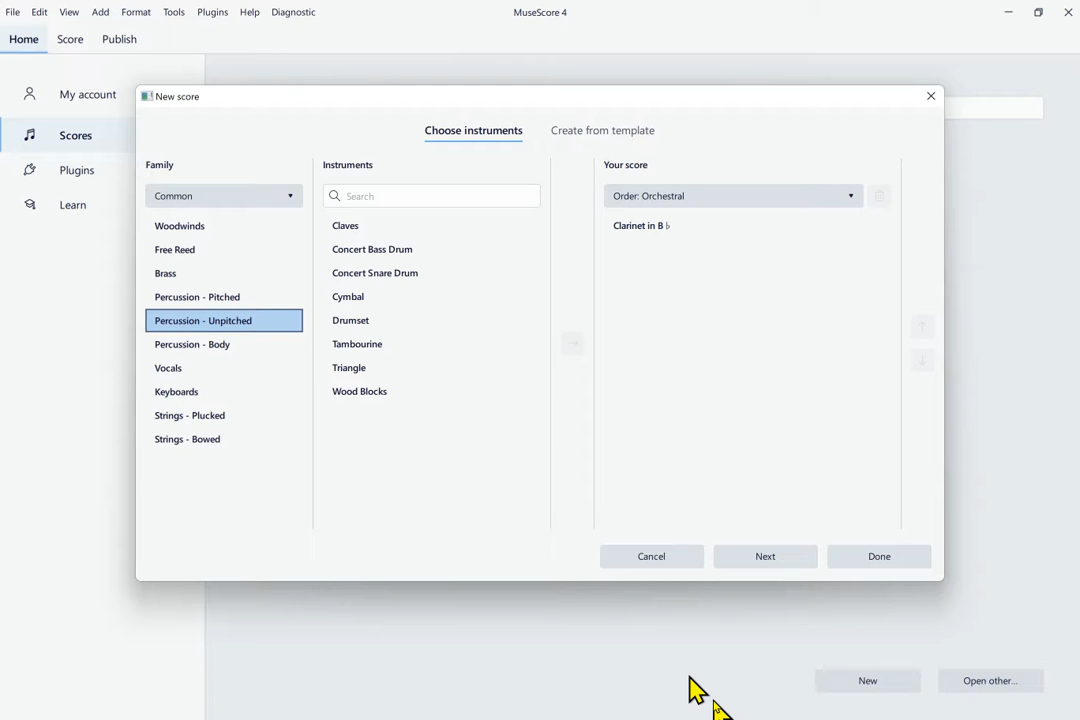 File Edit View Add Format Tools Plugins Help Diagnostic MuseScore 4
Home Score Publish
My account
Scores
Plugins
Learn
New score
Choose instruments Create from template
Family
Common
Woodwinds
Free Reed
Brass
Percussion - Pitched
Percussion - Unpitched
Percussion - Body
Vocals
Keyboards
Strings - Plucked
Strings - Bowed
Instruments
Search
Claves
Concert Bass Drum
Concert Snare Drum
Cymbal
Drumset
Tambourine
Triangle
Wood Blocks
Your score
Order: Orchestral
Clarinet in B♭
Cancel Next Done
New Open other...